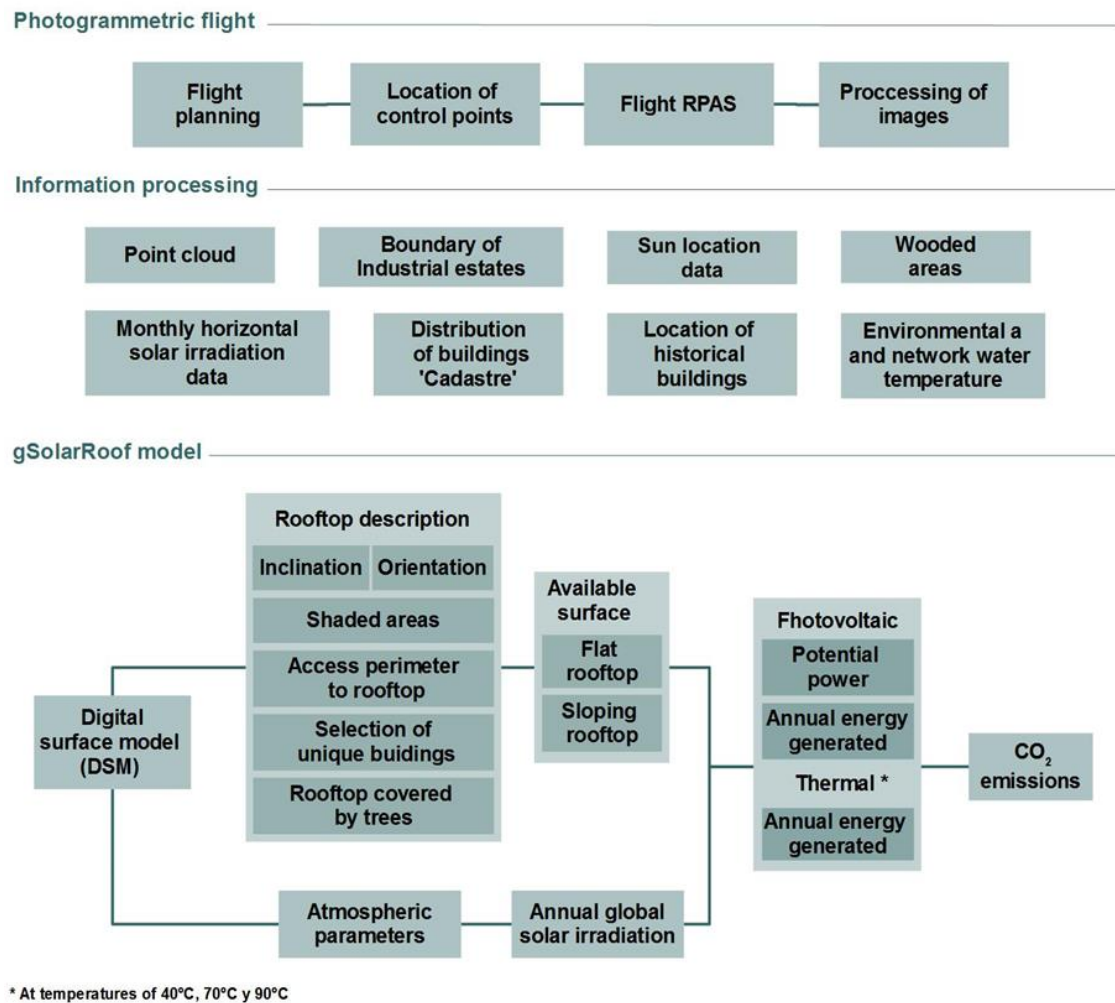 Photogrammetric flight
Flight
planning
Location of
control points
Flight RPAS
Proccessing of
images
Information processing
Point cloud
Boundary of
Industrial estates
Sun location
data
Wooded
areas
Monthly horizontal
solar irradiation
data
Distribution
of buildings
'Cadastre'
Location of
historical
buildings
Environmental a
and network water
temperature
gSolarRoof model
Rooftop description
Inclination
Orientation
Shaded areas
Access perimeter
to rooftop
Selection of
unique buidings
Rooftop covered
by trees
Digital
surface model
(DSM)
Available
surface
Flat
rooftop
Sloping
rooftop
Fhotovoltaic
Potential
power
Annual energy
generated
Thermal *
Annual energy
generated
CO₂
emissions
Atmospheric
parameters
Annual global
solar irradiation
* At temperatures of 40ºC, 70ºC y 90ºC